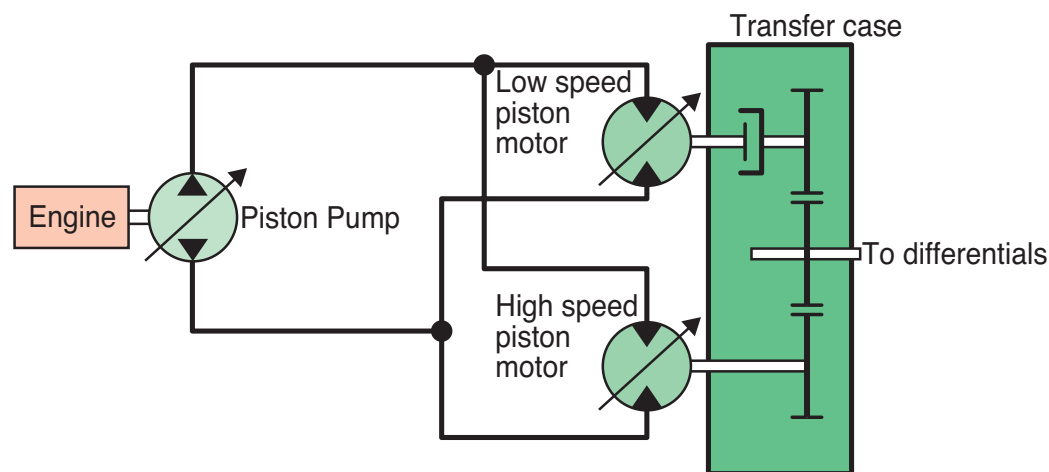 Transfer case
Low speed
piston
motor
Engine
Piston Pump
To differentials
High speed
piston
motor